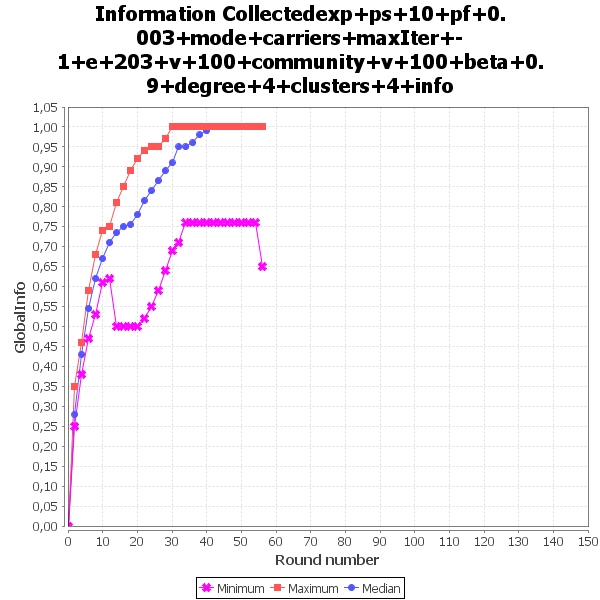 Information Collectedexp+ps+10+pf+0.
003+mode+carriers+maxIter+-
1+e+203+v+100+community+v+100+beta+0.
9+degree+4+clusters+4+info
1,05
1,00
0,95
0,90
0,85
0,80
0,75
0,70
0,65
0,60
0,55
0,50
0,45
0,40
0,35
0,30
0,25
0,20
0,15
0,10
0,05
0,00
GlobalInfo
0 10 20 30 40 50 60 70 80 90 100 110 120 130 140 150
Round number
Minimum Maximum Median